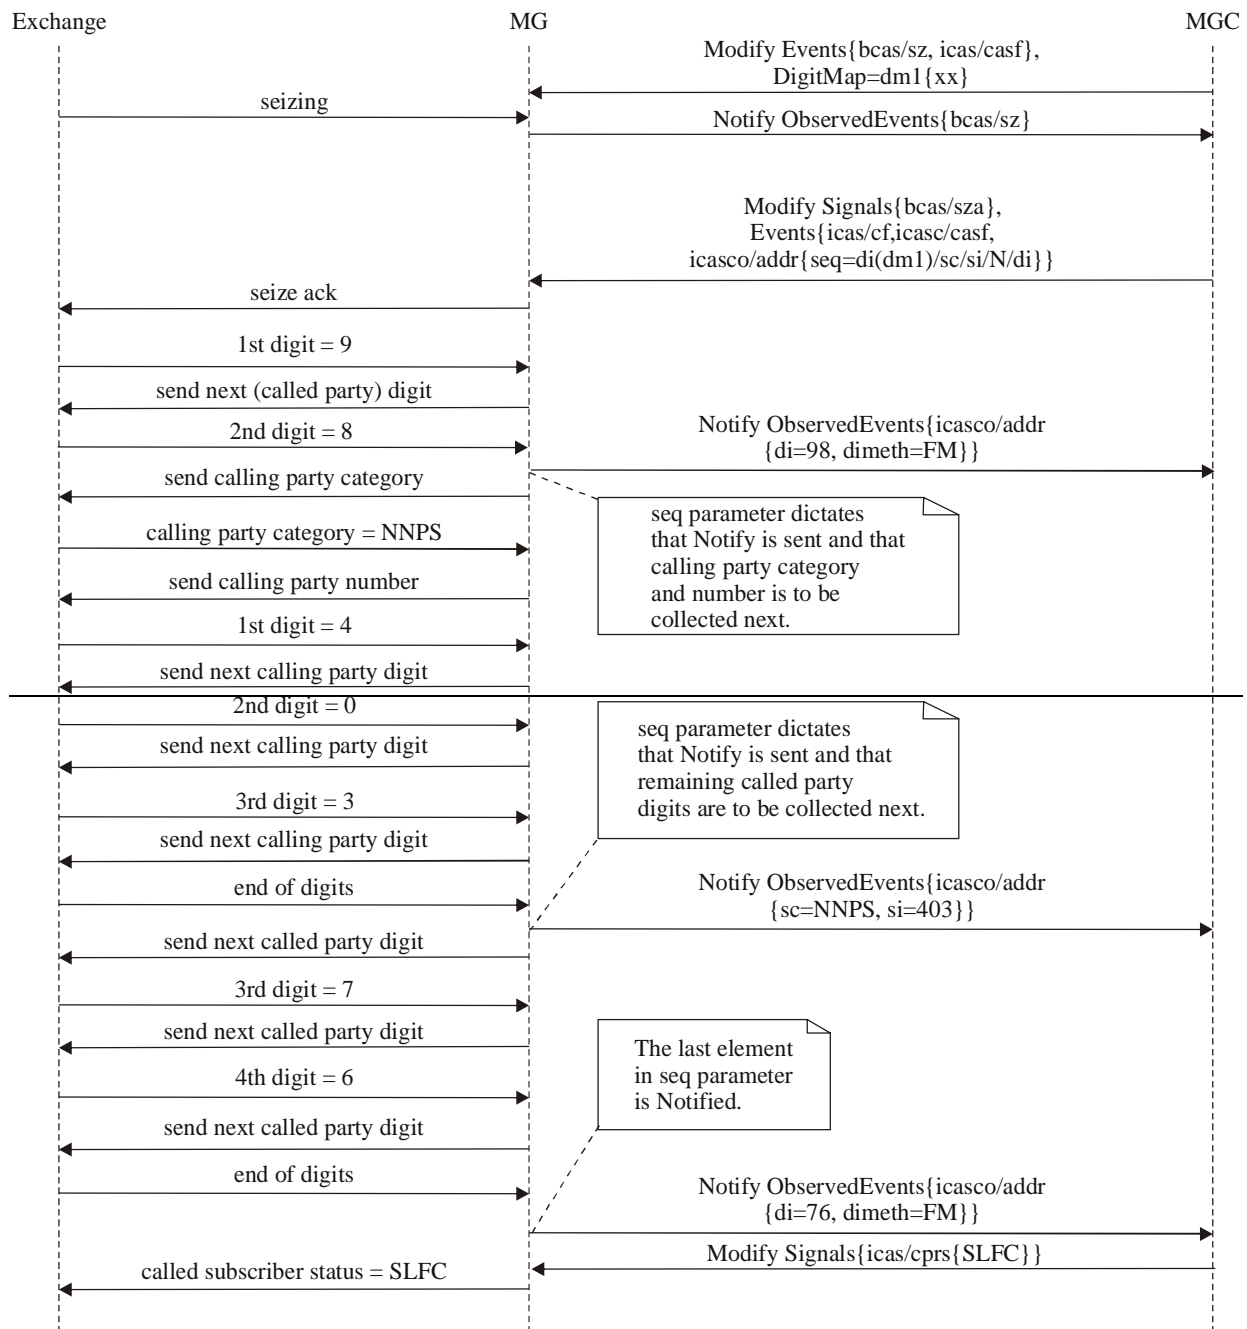 Exchange
MG
MGC
Modify Events{bcas/sz, icas/casf},
DigitMap=dm1{xx}
seizing
Notify ObservedEvents{bcas/sz}
Modify Signals{bcas/sza},
Events{icas/cf,icasc/casf,
icasco/addr{seq=di(dm1)/sc/si/N/di}}
seize ack
1st digit = 9
send next (called party) digit
2nd digit = 8
Notify ObservedEvents{icasco/addr
{di=98, dimeth=FM}}
send calling party category
seq parameter dictates
that Notify is sent and that
calling party category
and number is to be
collected next.
calling party category = NNPS
send calling party number
1st digit = 4
send next calling party digit
2nd digit = 0
seq parameter dictates
that Notify is sent and that
remaining called party
digits are to be collected next.
send next calling party digit
3rd digit = 3
send next calling party digit
end of digits
Notify ObservedEvents{icasco/addr
{sc=NNPS, si=403}}
send next called party digit
3rd digit = 7
send next called party digit
The last element
in seq parameter
is Notified.
4th digit = 6
send next called party digit
end of digits
Notify ObservedEvents{icasco/addr
{di=76, dimeth=FM}}
Modify Signals{icas/cprs{SLFC}}
called subscriber status = SLFC